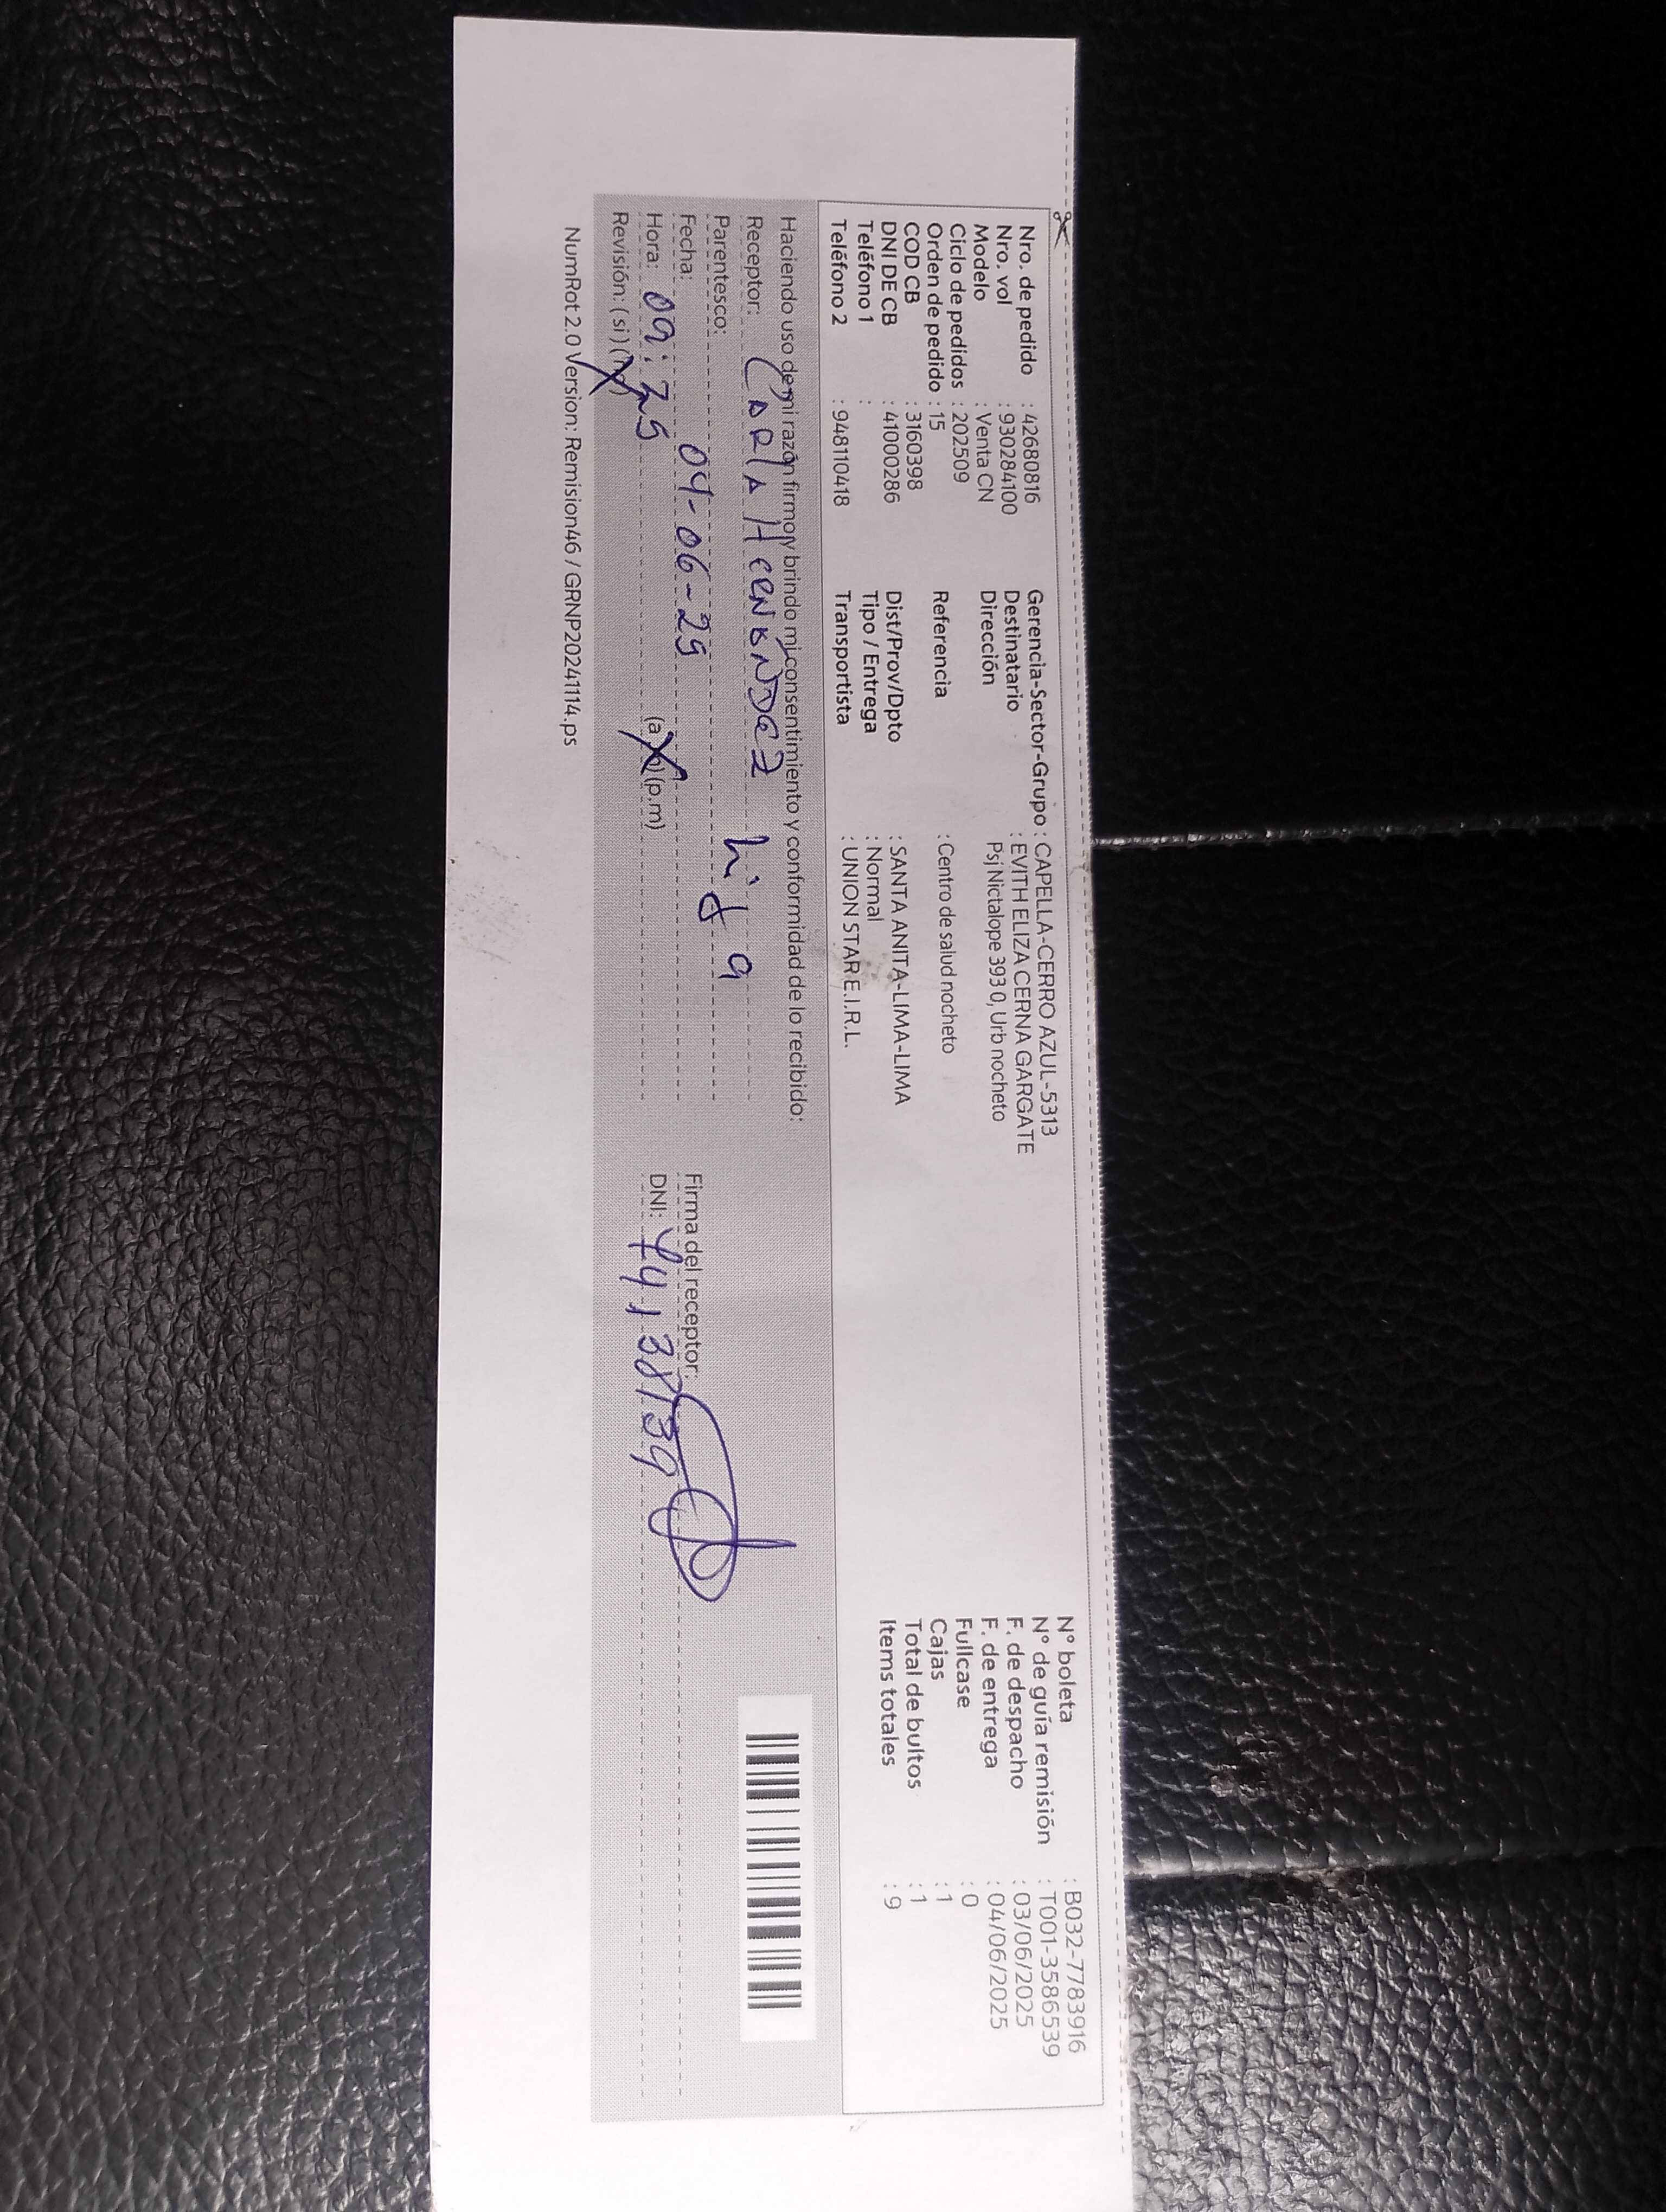 Nro. de pedido : 42680816
Nro. vol : 930284100
Modelo : Venta CN
Ciclo de pedidos : 202509
Orden de pedido : 15
COD CB : 3160398
DNI DE CB : 41000286
Teléfono 1 :
Teléfono 2 : 948110418
Gerencia-Sector-Grupo : CAPELLA-CERRO AZUL-5313
Destinatario : EVITH ELIZA CERNA GARGATE
Dirección Psj Nictalope 393 0, Urb nocheto
Referencia : Centro de salud nocheto
Dist/Prov/Dpto : SANTA ANITA-LIMA-LIMA
Tipo / Entrega : Normal
Transportista : UNION STAR E.I.R.L.
N° boleta : B032-77783916
N° de guía remisión : T001-3586539
F. de despacho : 03/06/2025
F. de entrega : 04/06/2025
Fullcase : 0
Cajas : 1
Total de bultos : 1
Items totales : 9
Haciendo uso de mi razón firmo y brindo mi consentimiento y conformidad de lo recibido:
Receptor: CARLA HERNANDEZ
Parentesco: hija
Fecha: 04-06-25
Hora: 09:25 (a (p.m)
Revisión: ( si ) (
Firma del receptor:
DNI: 74138139
NumRot 2.0 Version: Remision46 / GRNP20241114.ps